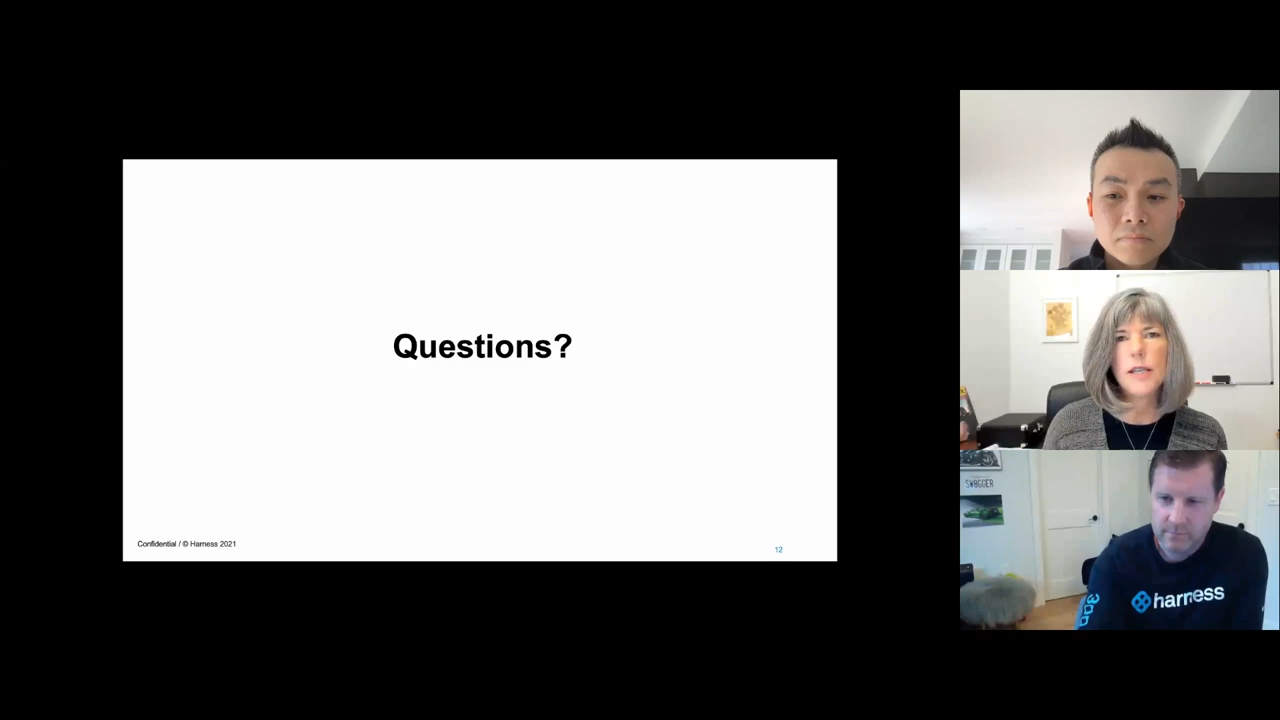 Questions?
Confidential / © Harness 2021
12
SWAGGER
harness